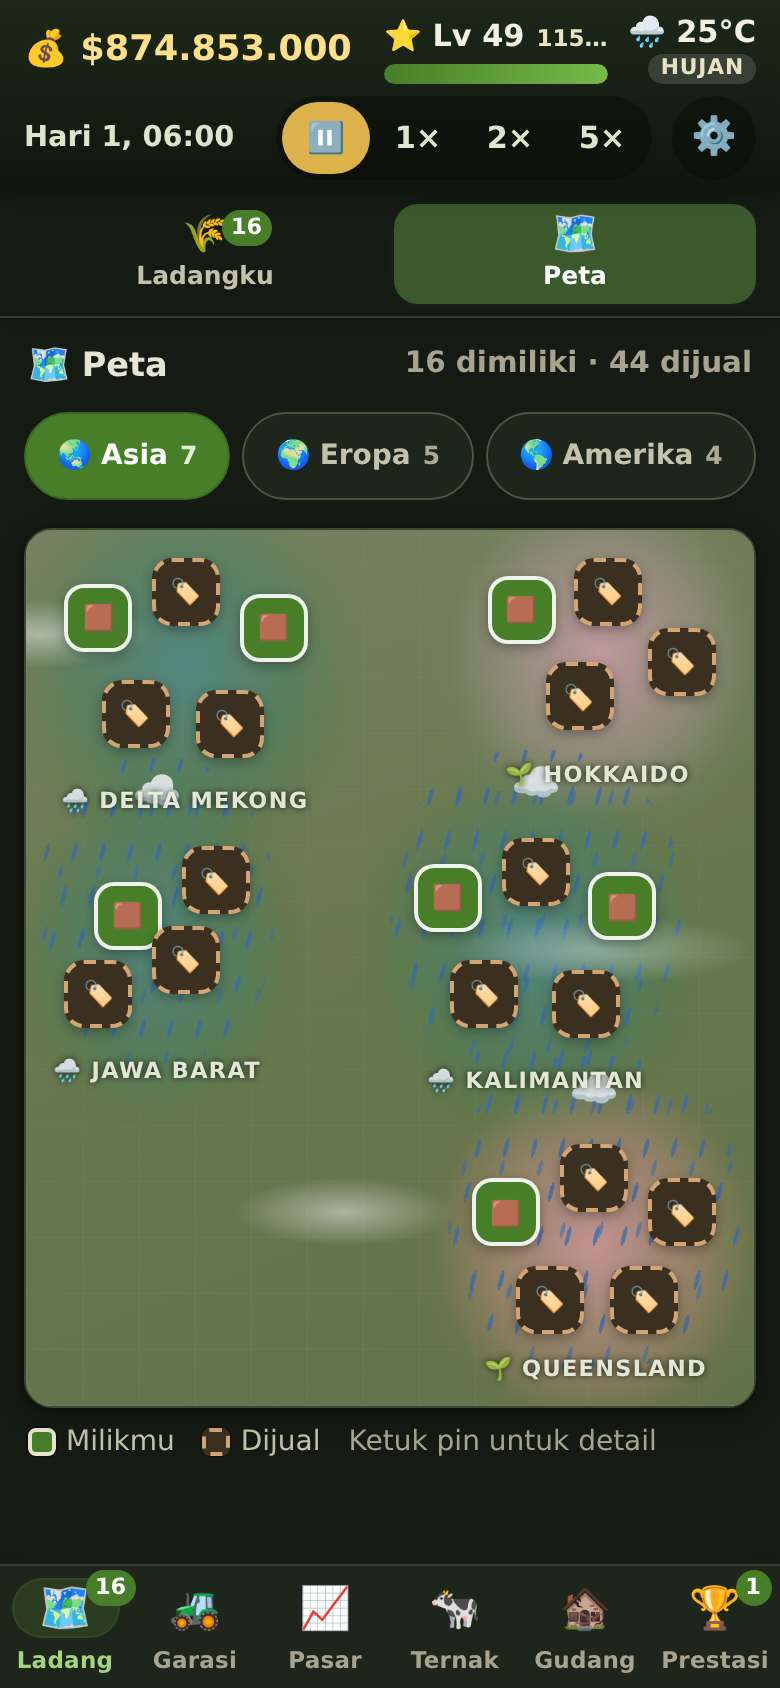 $874.853.000
Lv 49 115...
25°C
HUJAN
Hari 1, 06:00
1× 2× 5×
16
Ladangku
Peta
Peta
16 dimiliki · 44 dijual
Asia 7
Eropa 5
Amerika 4
HOKKAIDO
DELTA MEKONG
JAWA BARAT
KALIMANTAN
QUEENSLAND
Milikmu
Dijual
Ketuk pin untuk detail
16
1
Ladang
Garasi
Pasar
Ternak
Gudang
Prestasi